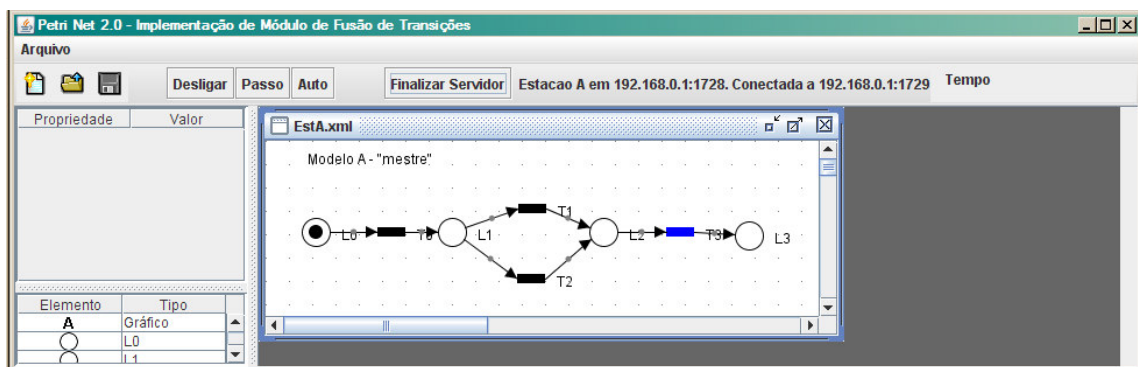 Petri Net 2.0 - Implementação de Módulo de Fusão de Transições
Arquivo
Desligar Passo Auto Finalizar Servidor Estacao A em 192.168.0.1:1728. Conectada a 192.168.0.1:1729 Tempo
Propriedade Valor
EstA.xml
Modelo A - "mestre"
T1
L0 T0 L1 L2 T3 L3
T2
Elemento Tipo
A Gráfico
L0
L1